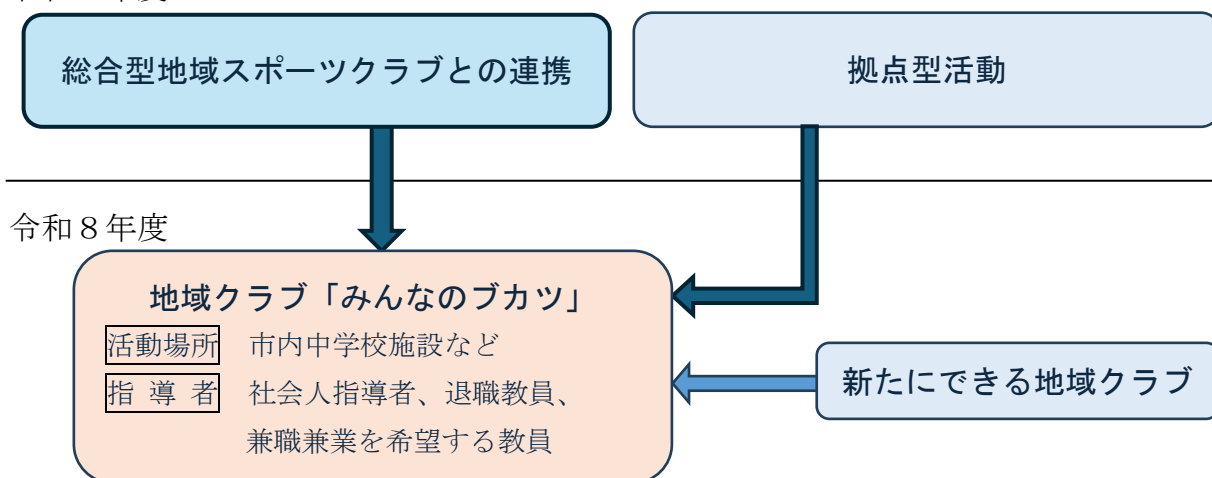 総合型地域スポーツクラブとの連携
拠点型活動
令和８年度
地域クラブ「みんなのブカツ」
活動場所　市内中学校施設など
指 導 者　社会人指導者、退職教員、
兼職兼業を希望する教員
新たにできる地域クラブ